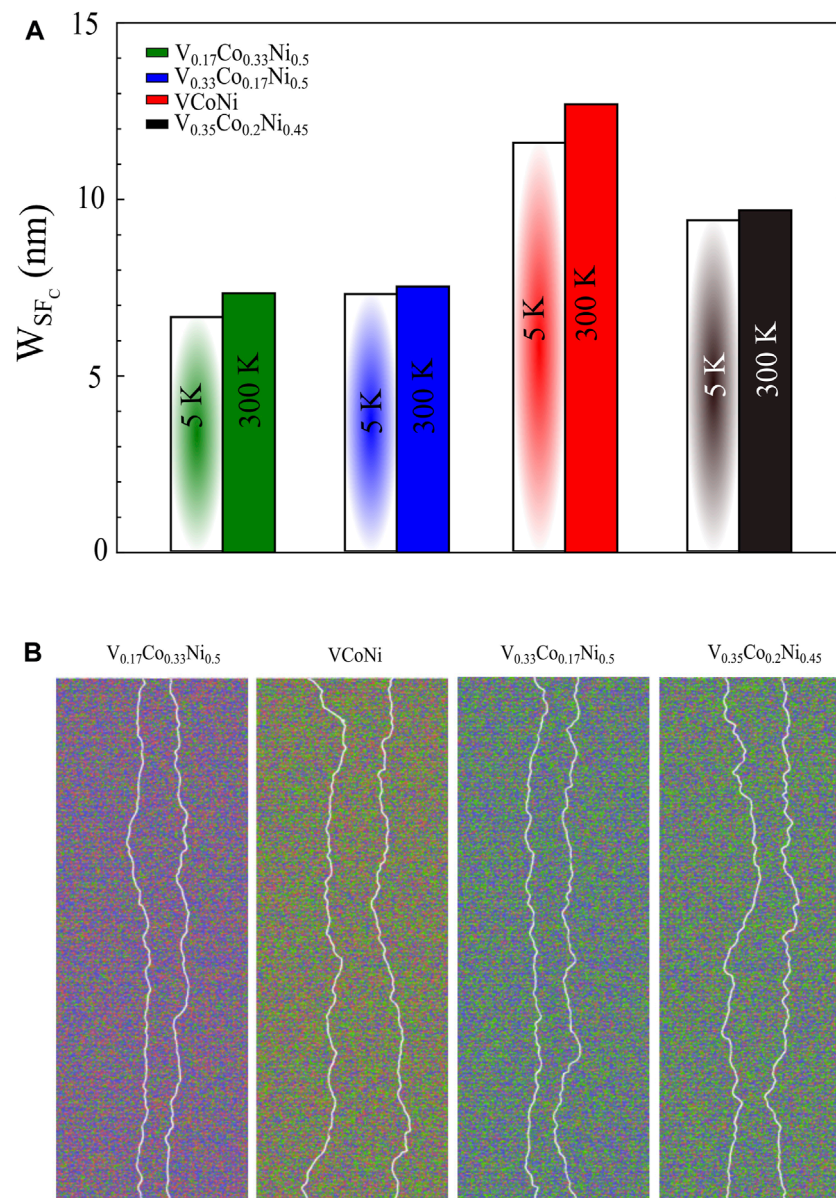 A
15
V0.17Co0.33Ni0.5
V0.33Co0.17Ni0.5
VCoNi
V0.35Co0.2Ni0.45
10
5
0
WSFC (nm)
5 K
300 K
5 K
300 K
5 K
300 K
5 K
300 K
B
V0.17Co0.33Ni0.5
VCoNi
V0.33Co0.17Ni0.5
V0.35Co0.2Ni0.45